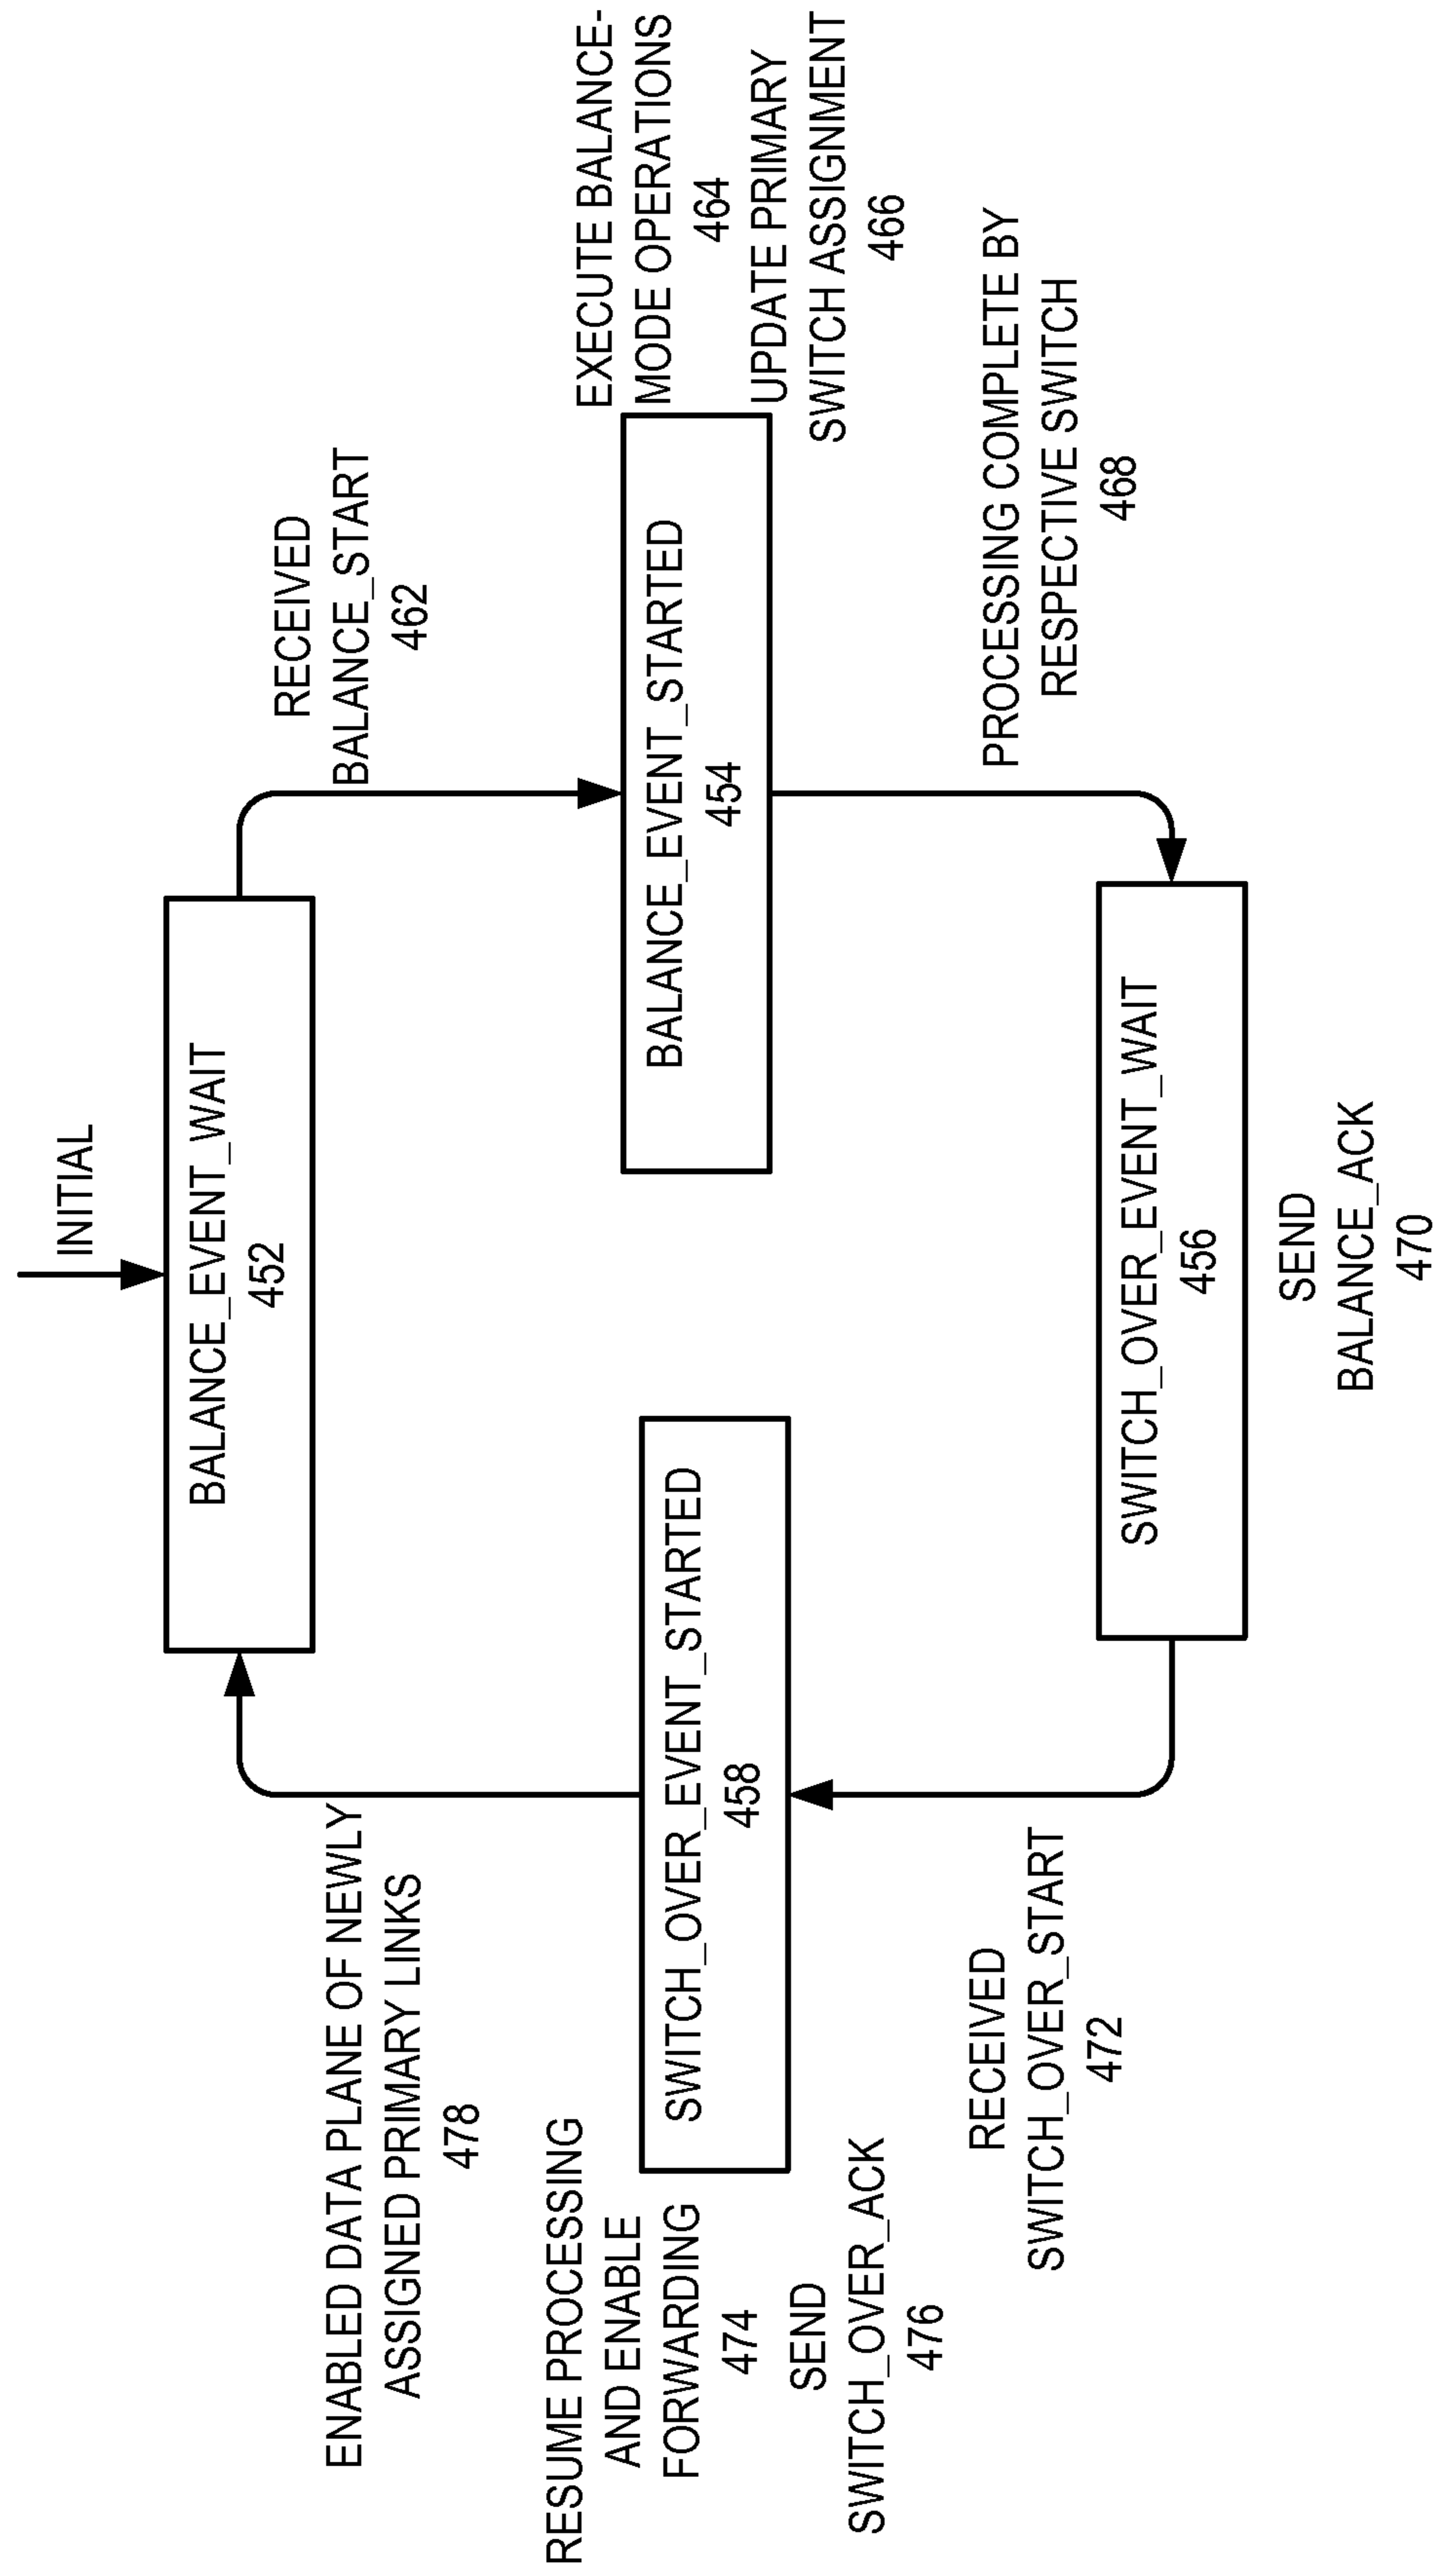 INITIAL
BALANCE_EVENT_WAIT
452
RECEIVED
BALANCE_START
462
BALANCE_EVENT_STARTED
454
EXECUTE BALANCE-
MODE OPERATIONS
464
UPDATE PRIMARY
SWITCH ASSIGNMENT
466
PROCESSING COMPLETE BY
RESPECTIVE SWITCH
468
SWITCH_OVER_EVENT_WAIT
456
SEND
BALANCE_ACK
470
RECEIVED
SWITCH_OVER_START
472
SWITCH_OVER_EVENT_STARTED
458
RESUME PROCESSING
AND ENABLE
FORWARDING
474
SEND
SWITCH_OVER_ACK
476
ENABLED DATA PLANE OF NEWLY
ASSIGNED PRIMARY LINKS
478